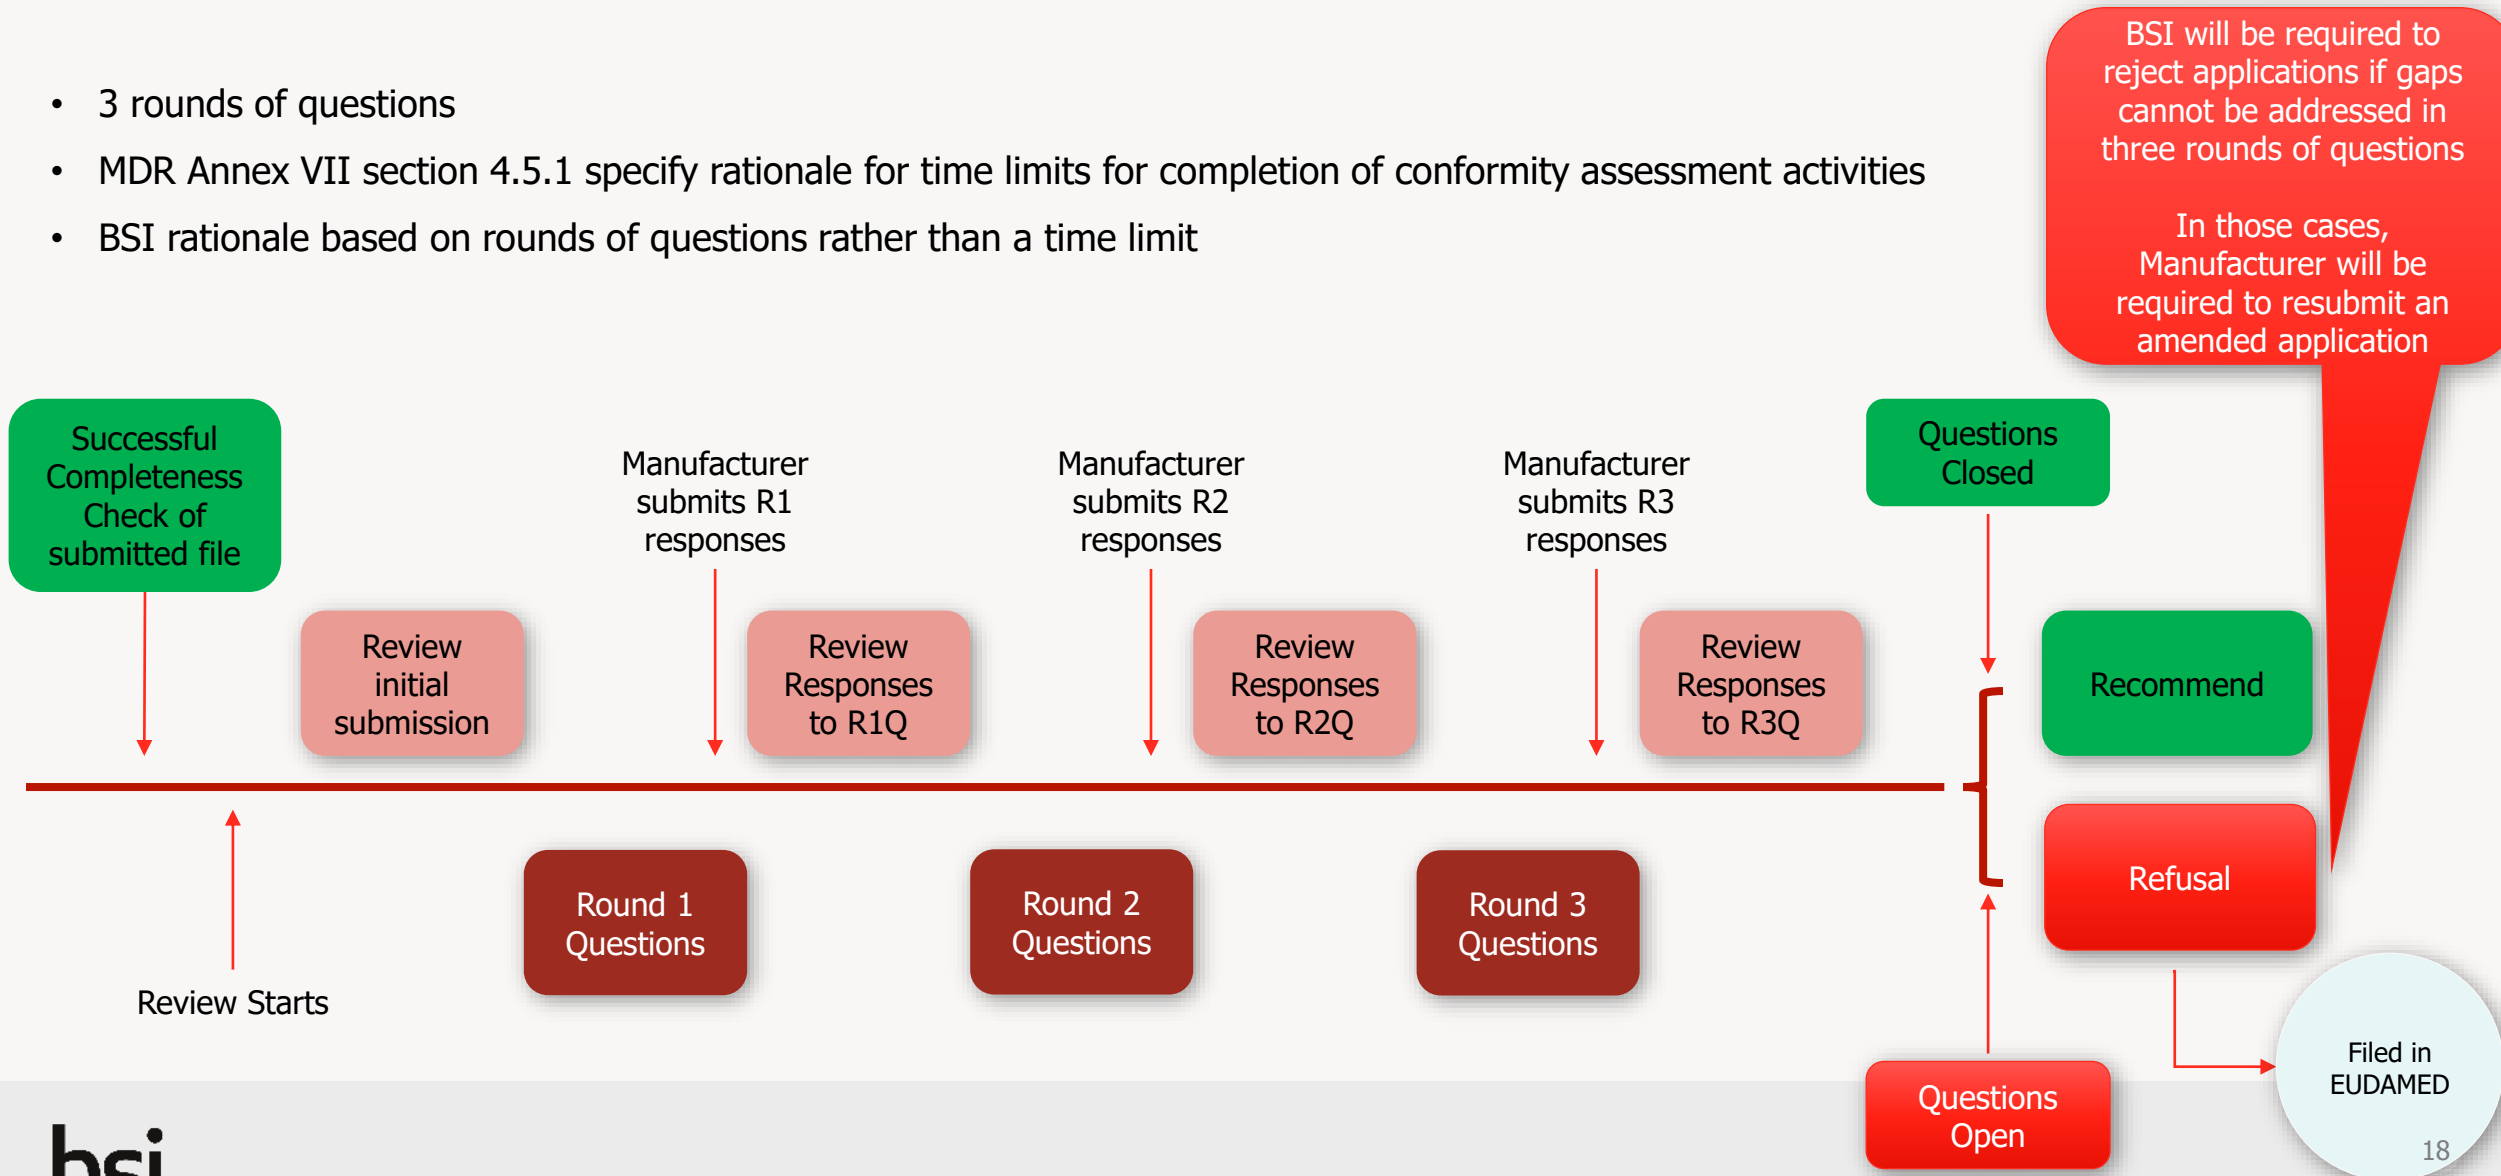 • 3 rounds of questions
• MDR Annex VII section 4.5.1 specify rationale for time limits for completion of conformity assessment activities
• BSI rationale based on rounds of questions rather than a time limit
BSI will be required to
reject applications if gaps
cannot be addressed in
three rounds of questions
In those cases,
Manufacturer will be
required to resubmit an
amended application
Successful
Completeness
Check of
submitted file
Manufacturer
submits R1
responses
Manufacturer
submits R2
responses
Manufacturer
submits R3
responses
Questions
Closed
Review
initial
submission
Review
Responses
to R1Q
Review
Responses
to R2Q
Review
Responses
to R3Q
Recommend
Review Starts
Round 1
Questions
Round 2
Questions
Round 3
Questions
Refusal
Questions
Open
Filed in
EUDAMED
bsi
18